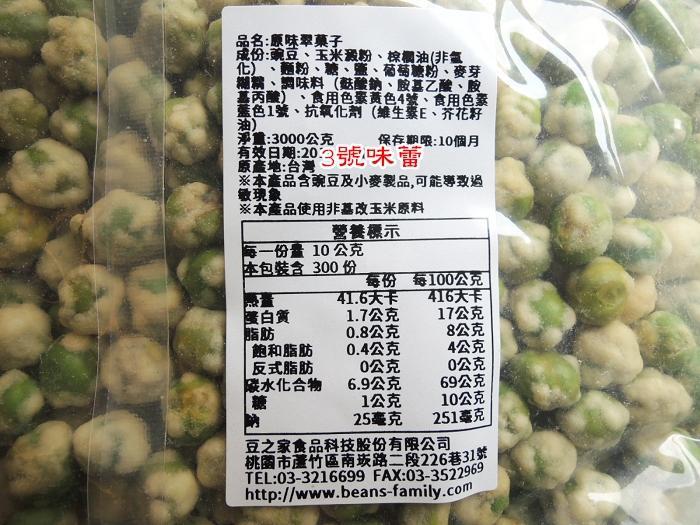 品名:原味翠菓子
成份:豌豆、玉米澱粉、棕櫚油(非氫
化)、麵粉、糖、鹽、葡萄糖粉、麥芽
糊精、調味料(麩酸鈉、胺基乙酸、胺
基丙酸)、食用色素黃色4號、食用色素
藍色1號、抗氧化劑(維生素E、芥花籽
油)
淨重:3000公克 保存期限:10個月
有效日期:20
3號味蕾
原產地:台灣
※本產品含豌豆及小麥製品,可能導致過
敏現象
※本產品使用非基改玉米原料
營養標示
每一份量 10 公克
本包裝含 300 份
每份 每100公克
熱量 41.6大卡 416大卡
蛋白質 1.7公克 17公克
脂肪 0.8公克 8公克
飽和脂肪 0.4公克 4公克
反式脂肪 0公克 0公克
碳水化合物 6.9公克 69公克
糖 1公克 10公克
鈉 25毫克 251毫克
豆之家食品科技股份有限公司
桃園市蘆竹區南崁路二段226巷31號
TEL:03-3216699 FAX:03-3522969
http://www.beans-family.com